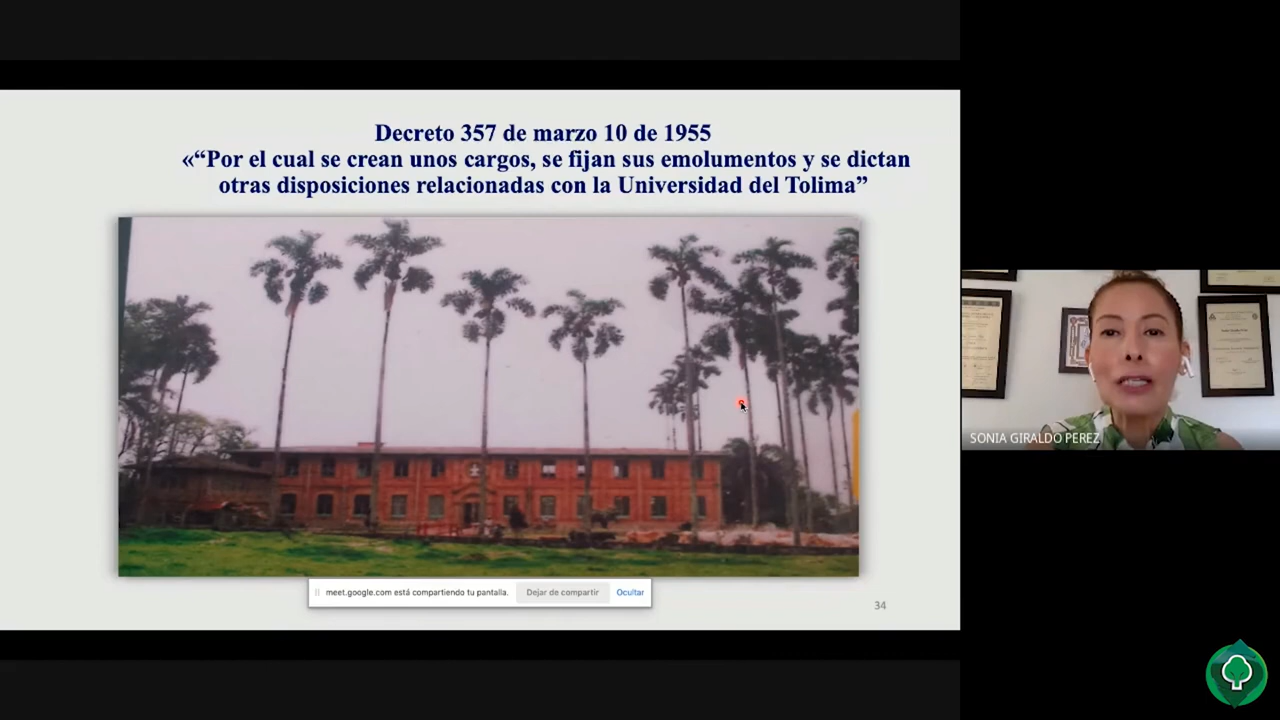 Decreto 357 de marzo 10 de 1955
«“Por el cual se crean unos cargos, se fijan sus emolumentos y se dictan
otras disposiciones relacionadas con la Universidad del Tolima”
SONIA GIRALDO PEREZ
meet.google.com está compartiendo tu pantalla. Dejar de compartir Ocultar
34